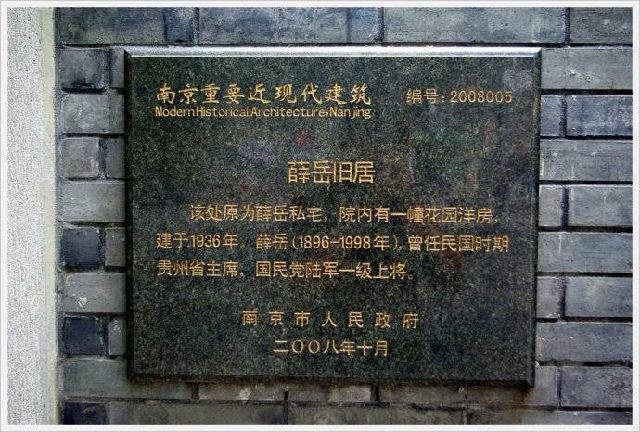 南京重要近现代建筑 编号:2008005
Modern Historical Architecture, Nanjing
薛岳旧居
该处原为薛岳私宅，院内有一幢花园洋房，
建于1936年。薛岳(1896-1998年)，曾任民国时期
贵州省主席、国民党陆军一级上将。
南京市人民政府
二〇〇八年十月